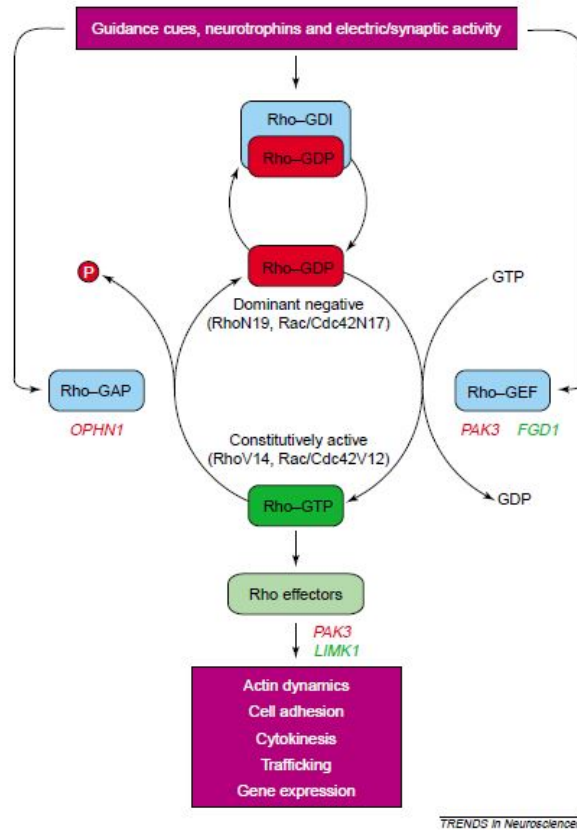 Guidance cues, neurotrophins and electric/synaptic activity
Rho–GDI
Rho–GDP
P
Rho–GDP
GTP
Dominant negative
(RhoN19, Rac/Cdc42N17)
Rho–GAP
Rho–GEF
OPHN1
PAK3 FGD1
Constitutively active
(RhoV14, Rac/Cdc42V12)
Rho–GTP
GDP
Rho effectors
PAK3
LIMK1
Actin dynamics
Cell adhesion
Cytokinesis
Trafficking
Gene expression
TRENDS in Neurosciences